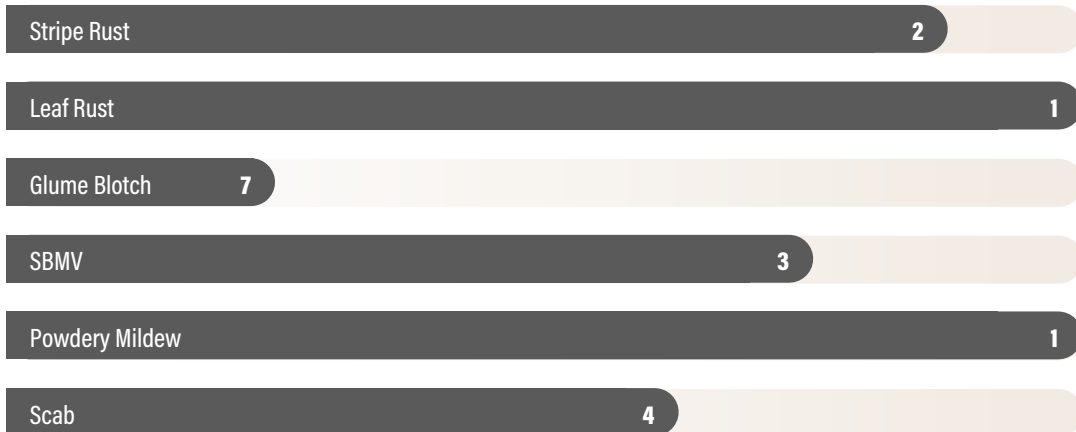 Stripe Rust 2
Leaf Rust 1
Glume Blotch 7
SBMV 3
Powdery Mildew 1
Scab 4